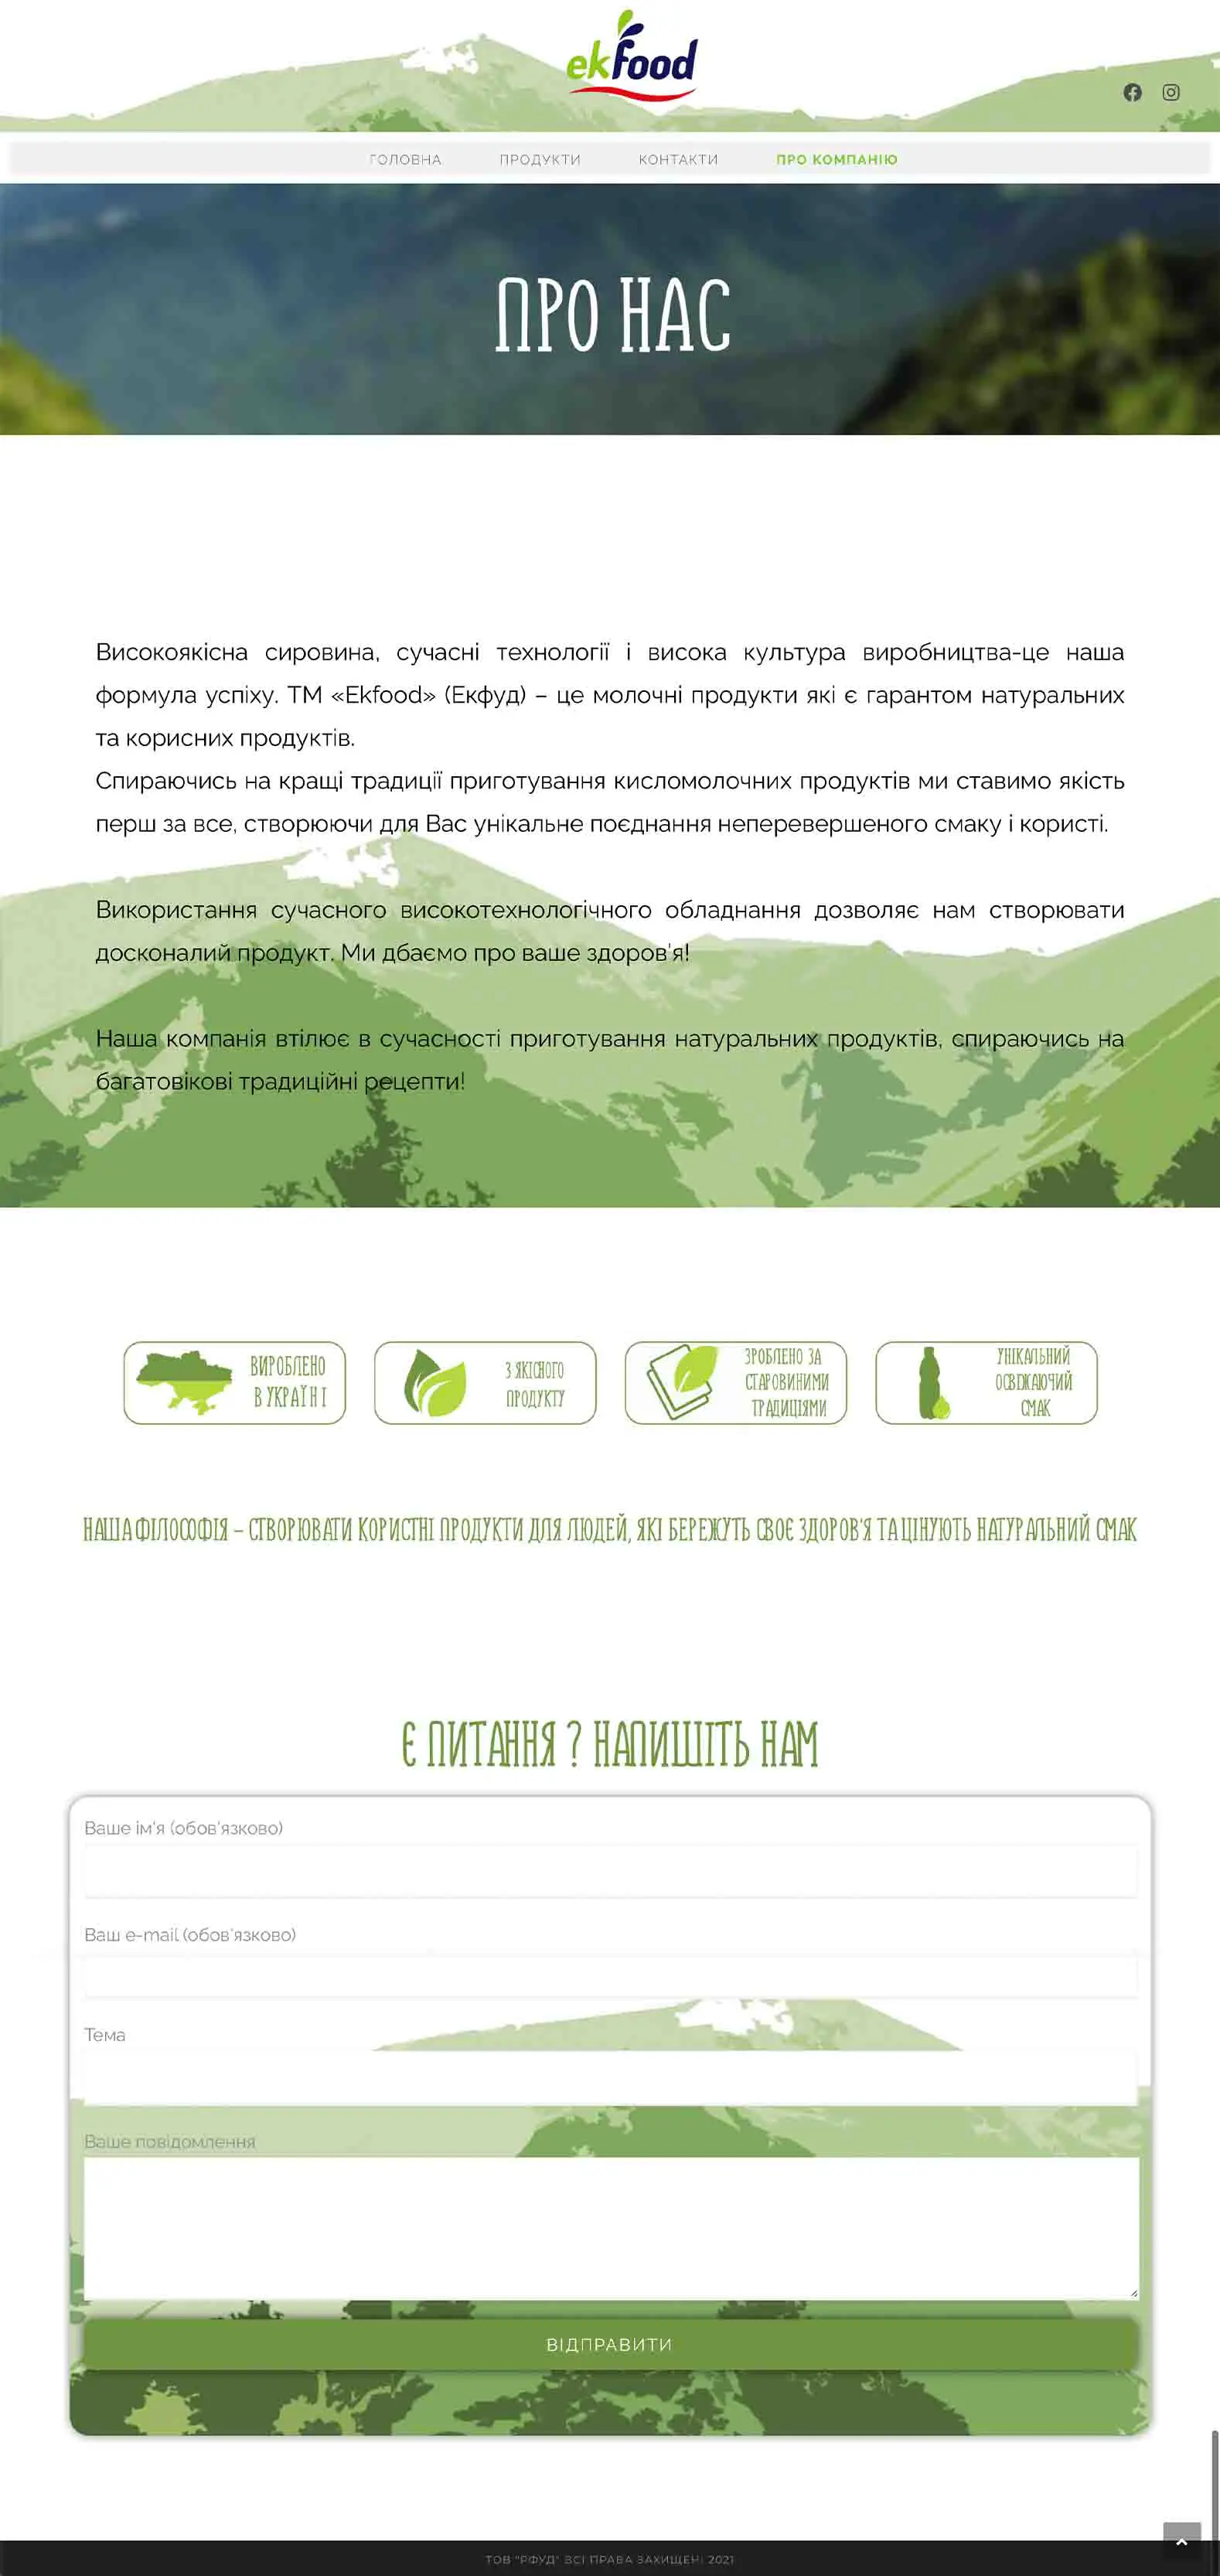 ekfood
ГОЛОВНА ПРОДУКТИ КОНТАКТИ ПРО КОМПАНІЮ
ПРО НАС
Високоякісна сировина, сучасні технології і висока культура виробництва-це наша
формула успіху. ТМ «Ekfood» (Екфуд) – це молочні продукти які є гарантом натуральних
та корисних продуктів.
Спираючись на кращі традиції приготування кисломолочних продуктів ми ставимо якість
перш за все, створюючи для Вас унікальне поєднання неперевершеного смаку і користі.
Використання сучасного високотехнологічного обладнання дозволяє нам створювати
досконалий продукт. Ми дбаємо про ваше здоров'я!
Наша компанія втілює в сучасності приготування натуральних продуктів, спираючись на
багатовікові традиційні рецепти!
ВИРОБЛЕНО
В УКРАЇНІ
З ЯКІСНОГО
ПРОДУКТУ
ЗРОБЛЕНО ЗА
СТАРОВИНИМИ
ТРАДИЦІЯМИ
УНІКАЛЬНИЙ
ОСВІЖАЮЧИЙ
СМАК
НАША ФІЛОСОФІЯ – СТВОРЮВАТИ КОРИСТНІ ПРОДУКТИ ДЛЯ ЛЮДЕЙ, ЯКІ БЕРЕЖУТЬ СВОЄ ЗДОРОВ'Я ТА ЦІНУЮТЬ НАТУРАЛЬНИЙ СМАК
Є ПИТАННЯ ? НАПИШІТЬ НАМ
Ваше ім'я (обов'язково)
Ваш e-mail (обов'язково)
Тема
Ваше повідомлення
ВІДПРАВИТИ
ТОВ "РФУД" ВСІ ПРАВА ЗАХИЩЕНІ 2021